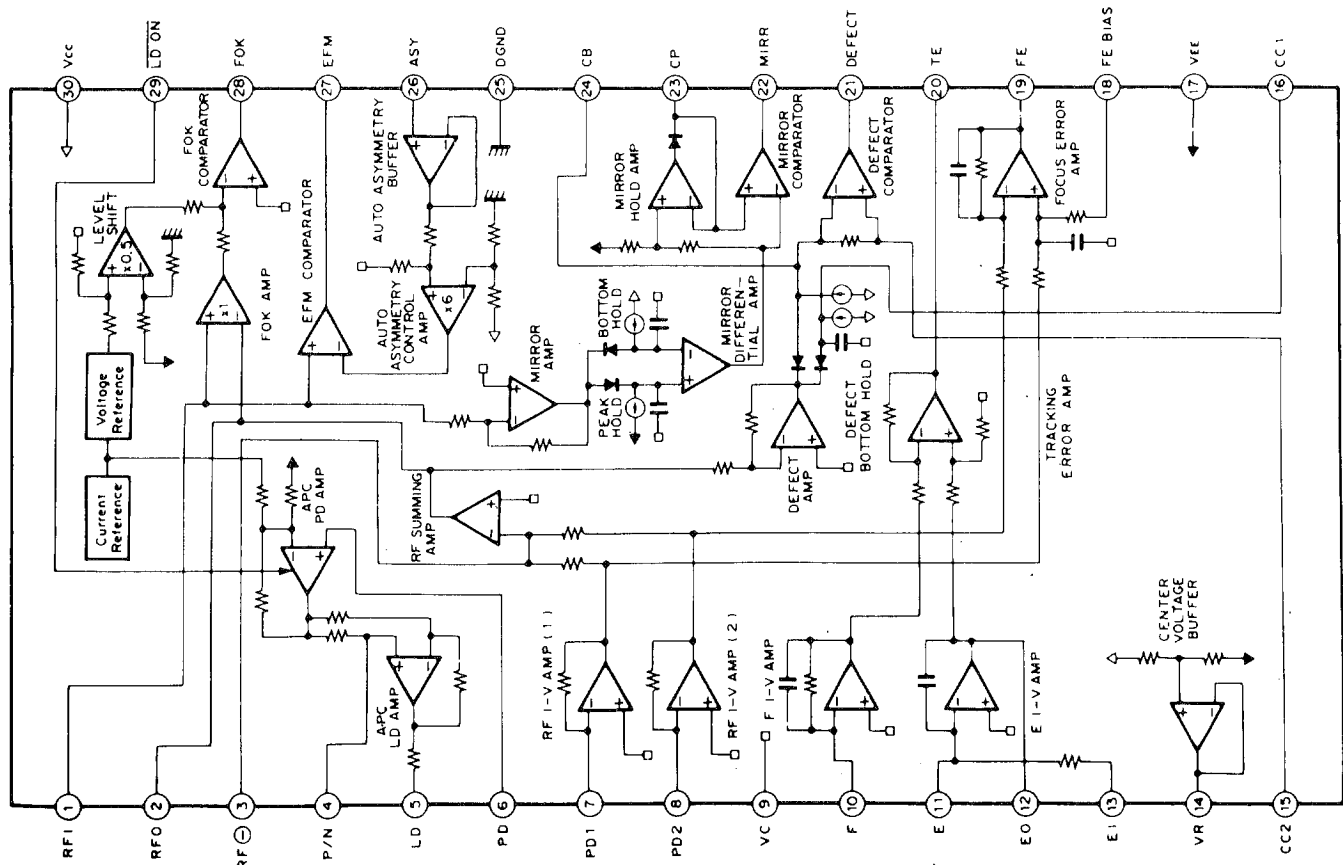 30 Vcc
29 LD ON
28 FOK
27 EFM
26 ASY
25 DGND
24 CB
23 CP
22 MIRR
21 DEFECT
20 TE
19 FE
18 FE BIAS
17 VEE
16 CC1
FOK
COMPARATOR
LEVEL
SHIFT
+ x0.5 −
FOK AMP
x1
Voltage
Reference
Current
Reference
EFM COMPARATOR
AUTO ASYMMETRY
BUFFER
AUTO
ASYMMETRY
CONTROL
AMP
x6
APC
PD AMP
APC
LD AMP
RF SUMMING
AMP
MIRROR
AMP
PEAK
HOLD
BOTTOM
HOLD
MIRROR
DIFFEREN-
TIAL AMP
MIRROR
HOLD AMP
MIRROR
COMPARATOR
DEFECT
COMPARATOR
DEFECT
AMP
DEFECT
BOTTOM HOLD
TRACKING
ERROR AMP
FOCUS ERROR
AMP
RF I-V AMP (1)
RF I-V AMP (2)
F I-V AMP
E I-V AMP
CENTER
VOLTAGE
BUFFER
1 RFI
2 RFO
3 RF ⊖
4 P/N
5 LD
6 PD
7 PD1
8 PD2
9 VC
10 F
11 E
12 EO
13 EI
14 VR
15 CC2